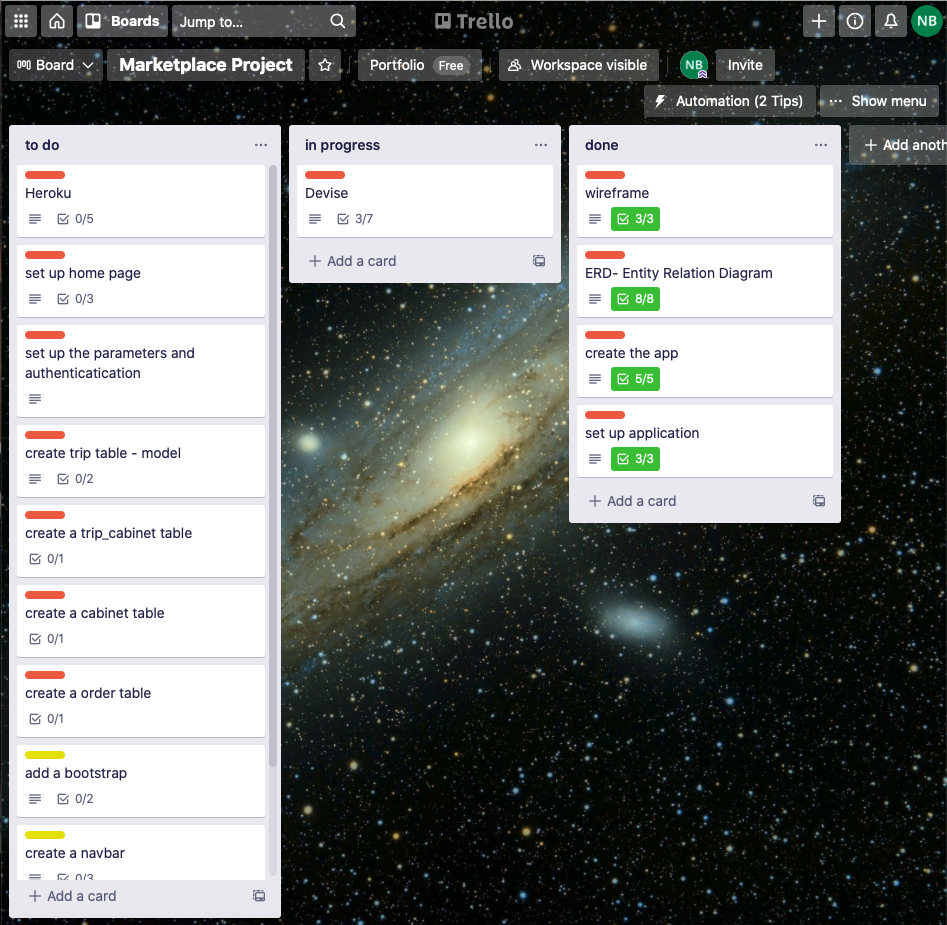 Boards
Jump to...
Trello
NB
Board
Marketplace Project
Portfolio Free
Workspace visible
NB
Invite
Automation (2 Tips)
... Show menu
to do
Heroku
0/5
set up home page
0/3
set up the parameters and
authenticatication
create trip table - model
0/2
create a trip_cabinet table
0/1
create a cabinet table
0/1
create a order table
0/1
add a bootstrap
0/2
create a navbar
0/3
+ Add a card
in progress
Devise
3/7
+ Add a card
done
wireframe
3/3
ERD- Entity Relation Diagram
8/8
create the app
5/5
set up application
3/3
+ Add a card
+ Add anoth